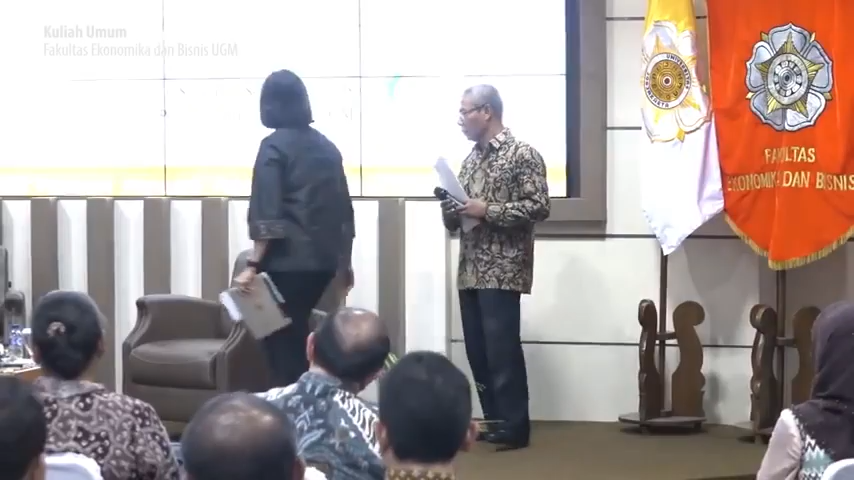 Kuliah Umum
Fakultas Ekonomika dan Bisnis UGM
FAKULTAS
EKONOMIKA DAN BISNIS